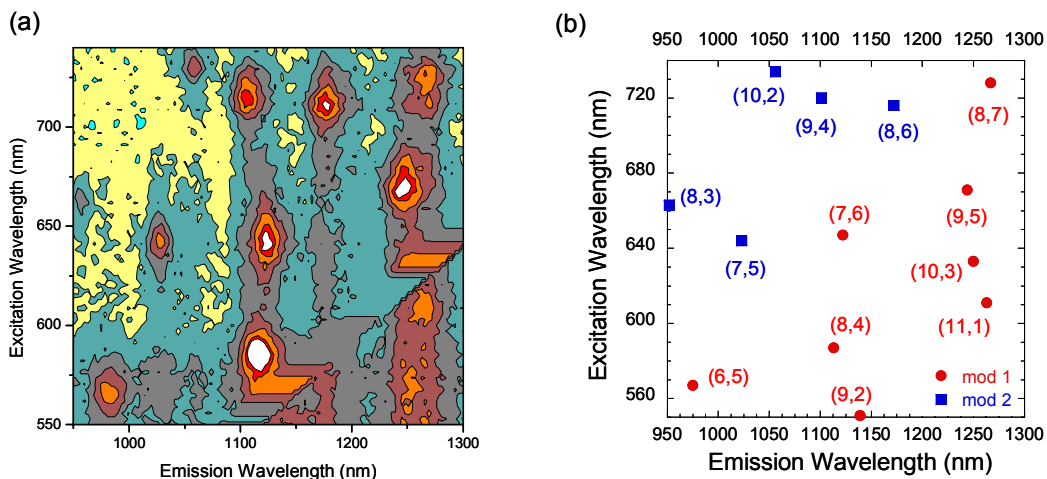 (a)
Excitation Wavelength (nm)
700
650
600
550
1000
1100
1200
1300
Emission Wavelength (nm)
(b)
950 1000 1050 1100 1150 1200 1250 1300
Excitation Wavelength (nm)
720
680
640
600
560
(10,2)
(9,4)
(8,6)
(8,7)
(8,3)
(7,5)
(7,6)
(9,5)
(10,3)
(11,1)
(8,4)
(6,5)
(9,2)
mod 1
mod 2
950 1000 1050 1100 1150 1200 1250 1300
Emission Wavelength (nm)